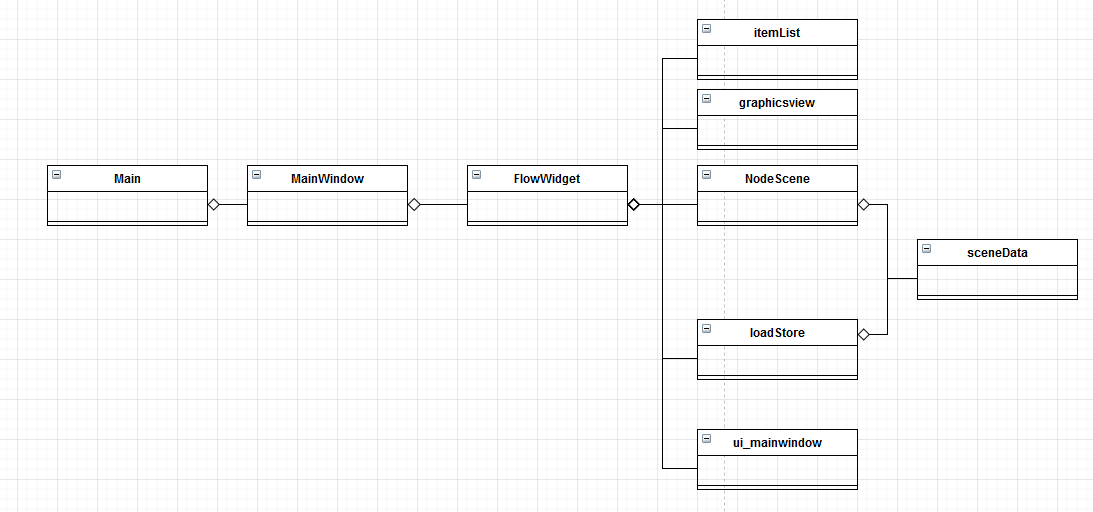 itemList
graphicsview
Main
MainWindow
FlowWidget
NodeScene
sceneData
loadStore
ui_mainwindow